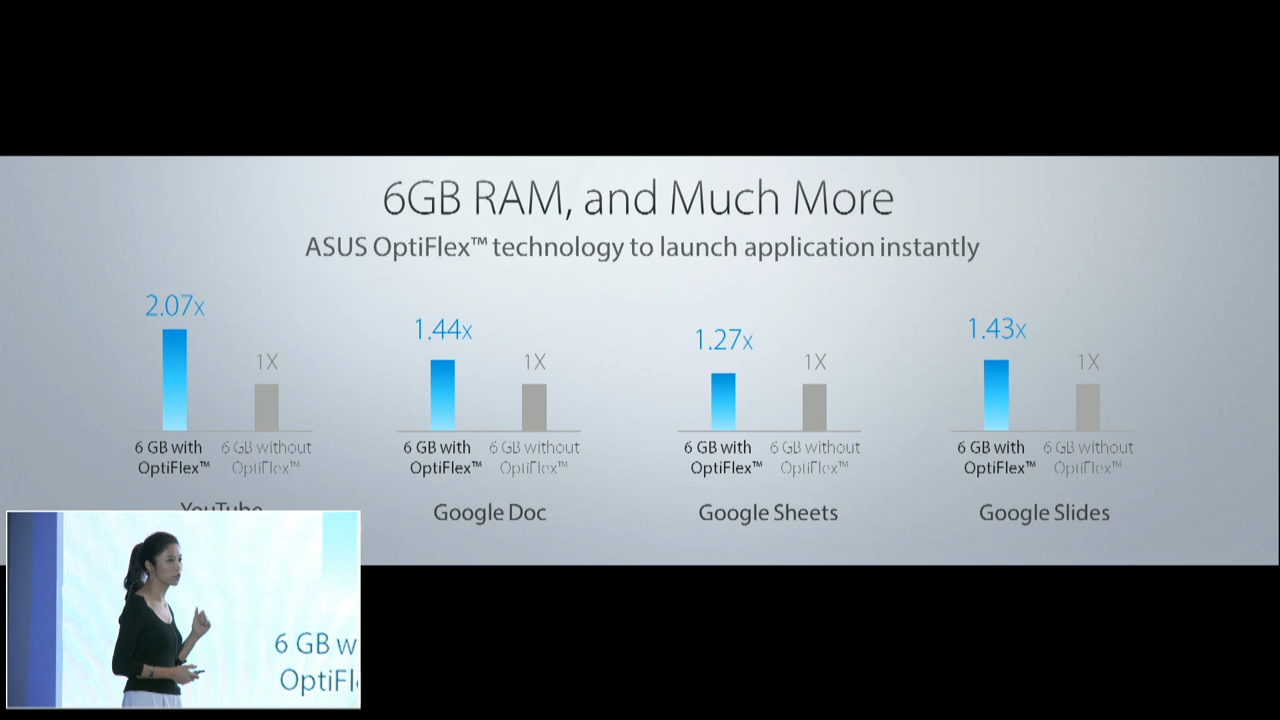 6GB RAM, and Much More
ASUS OptiFlex™ technology to launch application instantly
2.07x
1X
1.44x
1X
1.27x
1X
1.43x
1X
6 GB with
OptiFlex™
6 GB without
OptiFlex™
6 GB with
OptiFlex™
6 GB without
OptiFlex™
6 GB with
OptiFlex™
6 GB without
OptiFlex™
6 GB with
OptiFlex™
6 GB without
OptiFlex™
YouTube
Google Doc
Google Sheets
Google Slides
6 GB w
OptiFl